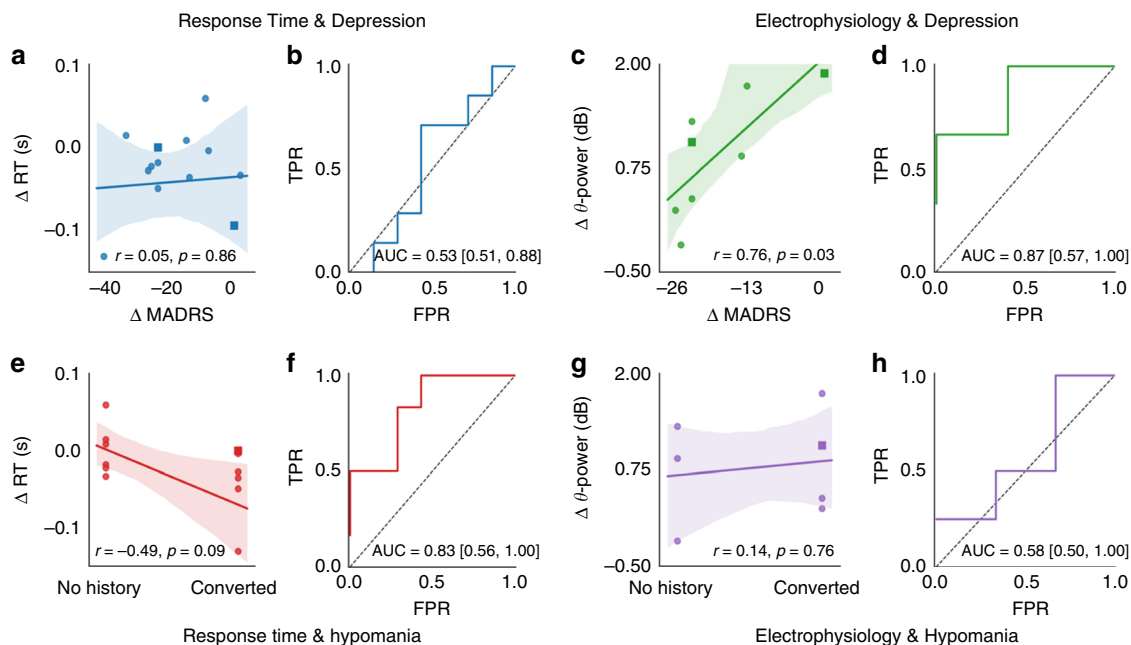 Response Time & Depression
Electrophysiology & Depression
a
0.1
0.0
−0.1
Δ RT (s)
r = 0.05, p = 0.86
−40
−20
0
Δ MADRS
b
1.0
0.5
0.0
TPR
AUC = 0.53 [0.51, 0.88]
0.0
0.5
1.0
FPR
c
2.00
0.75
−0.50
Δ θ-power (dB)
r = 0.76, p = 0.03
−26
−13
0
Δ MADRS
d
1.0
0.5
0.0
TPR
AUC = 0.87 [0.57, 1.00]
0.0
0.5
1.0
FPR
e
0.1
0.0
−0.1
Δ RT (s)
r = −0.49, p = 0.09
No history
Converted
f
1.0
0.5
0.0
TPR
AUC = 0.83 [0.56, 1.00]
0.0
0.5
1.0
FPR
g
2.00
0.75
−0.50
Δ θ-power (dB)
r = 0.14, p = 0.76
No history
Converted
h
1.0
0.5
0.0
TPR
AUC = 0.58 [0.50, 1.00]
0.0
0.5
1.0
FPR
Response time & hypomania
Electrophysiology & Hypomania